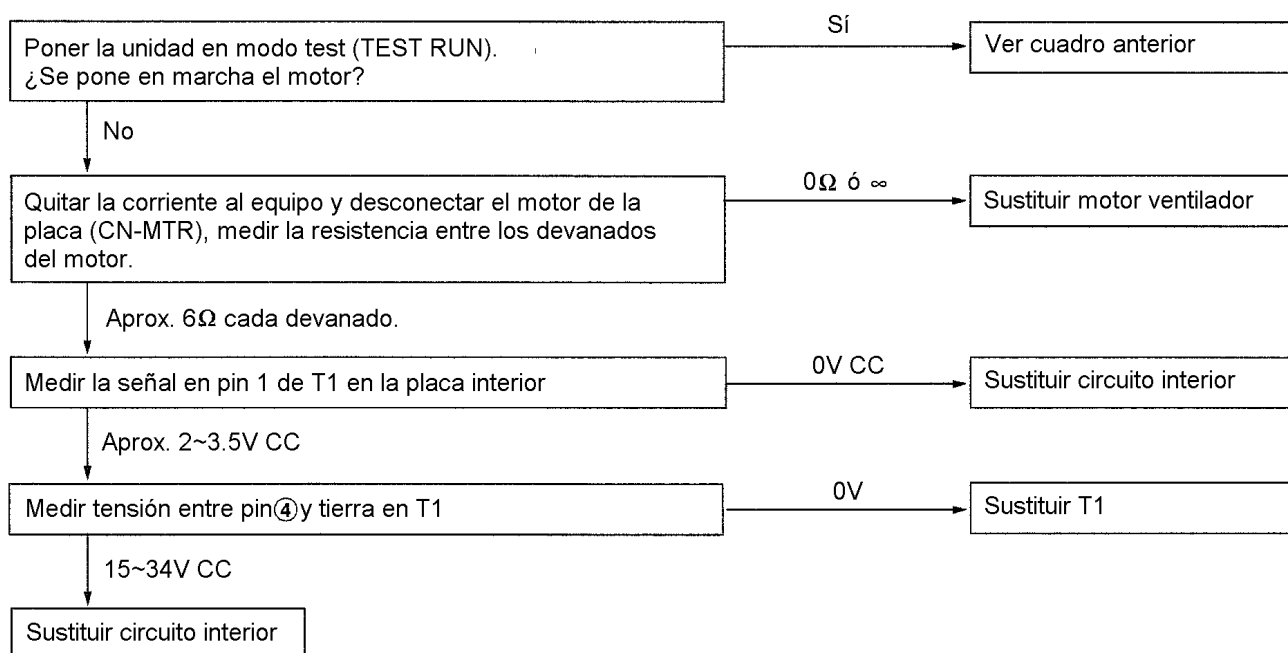 Poner la unidad en modo test (TEST RUN).
¿Se pone en marcha el motor?
Sí
Ver cuadro anterior
No
Quitar la corriente al equipo y desconectar el motor de la
placa (CN-MTR), medir la resistencia entre los devanados
del motor.
0Ω ó ∞
Sustituir motor ventilador
Aprox. 6Ω cada devanado.
Medir la señal en pin 1 de T1 en la placa interior
0V CC
Sustituir circuito interior
Aprox. 2~3.5V CC
Medir tensión entre pin④y tierra en T1
0V
Sustituir T1
15~34V CC
Sustituir circuito interior